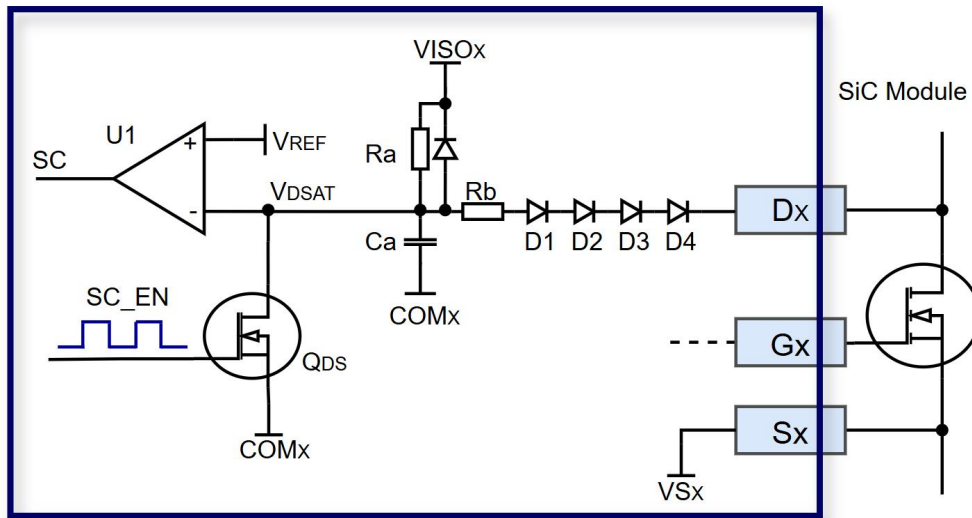 VISOx
SiC Module
U1
+
VREF
SC
Ra
VDSAT
Rb
-
Dx
D1 D2 D3 D4
Ca
SC_EN
COMx
QDS
Gx
Sx
COMx
VSx